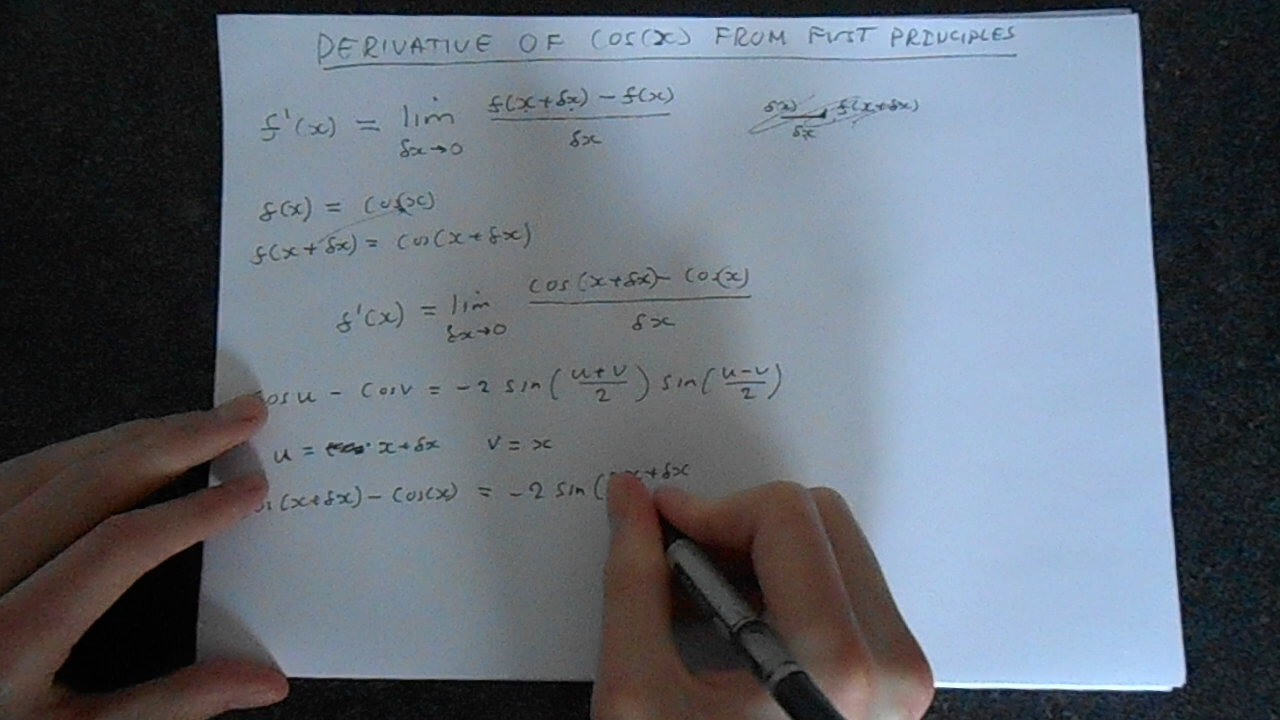 DERIVATIVE OF COS(x) FROM FIRST PRINCIPLES
f'(x) = lim δx→0 f(x+δx) − f(x) / δx
f(x) = cos(x)
f(x+δx) = cos(x+δx)
f'(x) = lim δx→0 cos(x+δx) − cos(x) / δx
cos u − cos v = −2 sin(u+v / 2) sin(u−v / 2)
u = x+δx v = x
(x+δx) − cos(x) = −2 sin( x+δx